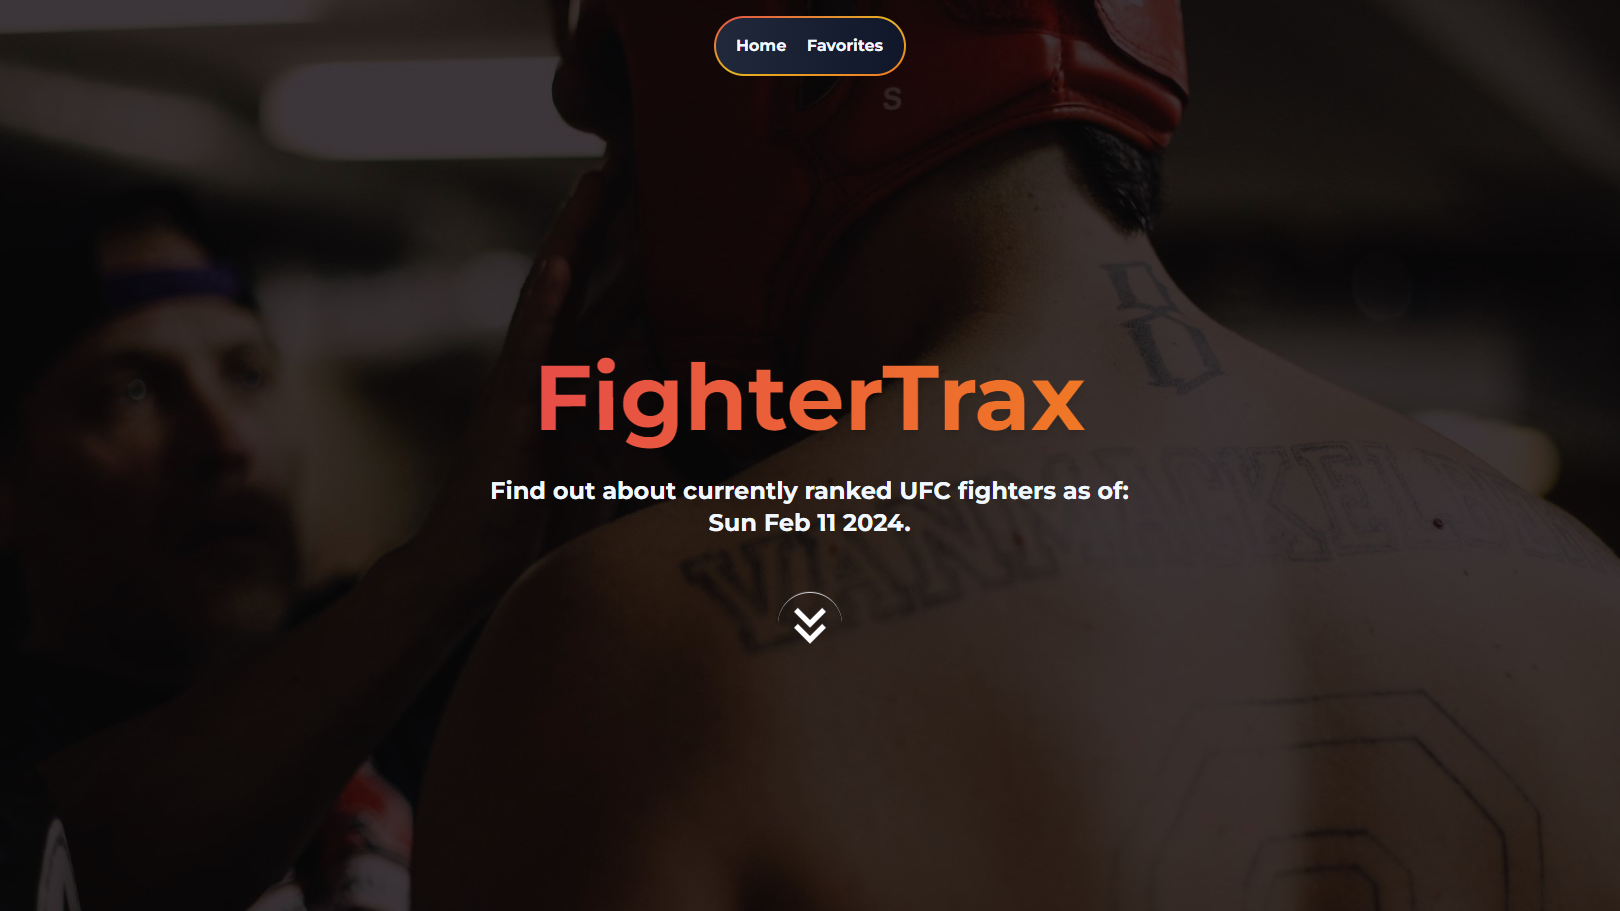 Home Favorites
S
FighterTrax
Find out about currently ranked UFC fighters as of:
Sun Feb 11 2024.